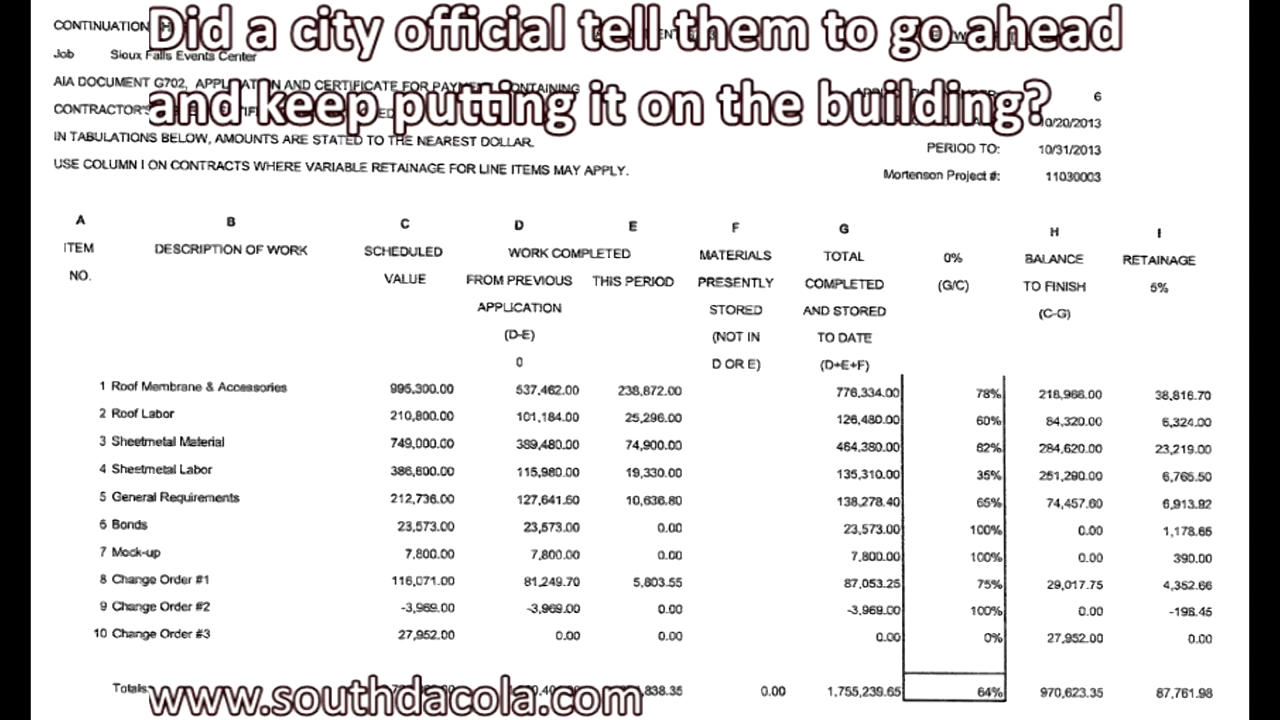 Did a city official tell them to go ahead
and keep putting it on the building?
CONTINUATION
Job Sioux Falls Events Center
AIA DOCUMENT G702, APPLICATION AND CERTIFICATE FOR PAYMENT, CONTAINING
CONTRACTOR'S
6
10/20/2013
IN TABULATIONS BELOW, AMOUNTS ARE STATED TO THE NEAREST DOLLAR.
PERIOD TO: 10/31/2013
USE COLUMN I ON CONTRACTS WHERE VARIABLE RETAINAGE FOR LINE ITEMS MAY APPLY.
Mortenson Project #: 11030003
A B C D E F G H I
ITEM DESCRIPTION OF WORK SCHEDULED WORK COMPLETED MATERIALS TOTAL 0% BALANCE RETAINAGE
NO. VALUE FROM PREVIOUS THIS PERIOD PRESENTLY COMPLETED (G/C) TO FINISH 5%
APPLICATION STORED AND STORED (C-G)
(D-E) (NOT IN TO DATE
0 D OR E) (D+E+F)
1 Roof Membrane & Accessories 995,300.00 537,462.00 238,872.00 776,334.00 78% 218,966.00 38,816.70
2 Roof Labor 210,800.00 101,184.00 25,296.00 126,480.00 60% 84,320.00 6,324.00
3 Sheetmetal Material 749,000.00 389,480.00 74,900.00 464,380.00 62% 284,620.00 23,219.00
4 Sheetmetal Labor 386,600.00 115,980.00 19,330.00 135,310.00 35% 251,290.00 6,765.50
5 General Requirements 212,736.00 127,641.60 10,636.80 138,278.40 65% 74,457.60 6,913.92
6 Bonds 23,573.00 23,573.00 0.00 23,573.00 100% 0.00 1,178.65
7 Mock-up 7,800.00 7,800.00 0.00 7,800.00 100% 0.00 390.00
8 Change Order #1 116,071.00 81,249.70 5,803.55 87,053.25 75% 29,017.75 4,352.66
9 Change Order #2 -3,969.00 -3,969.00 0.00 -3,969.00 100% 0.00 -198.45
10 Change Order #3 27,952.00 0.00 0.00 0.00 0% 27,952.00 0.00
Totals 838.35 0.00 1,755,239.65 64% 970,623.35 87,761.98
www.southdacola.com